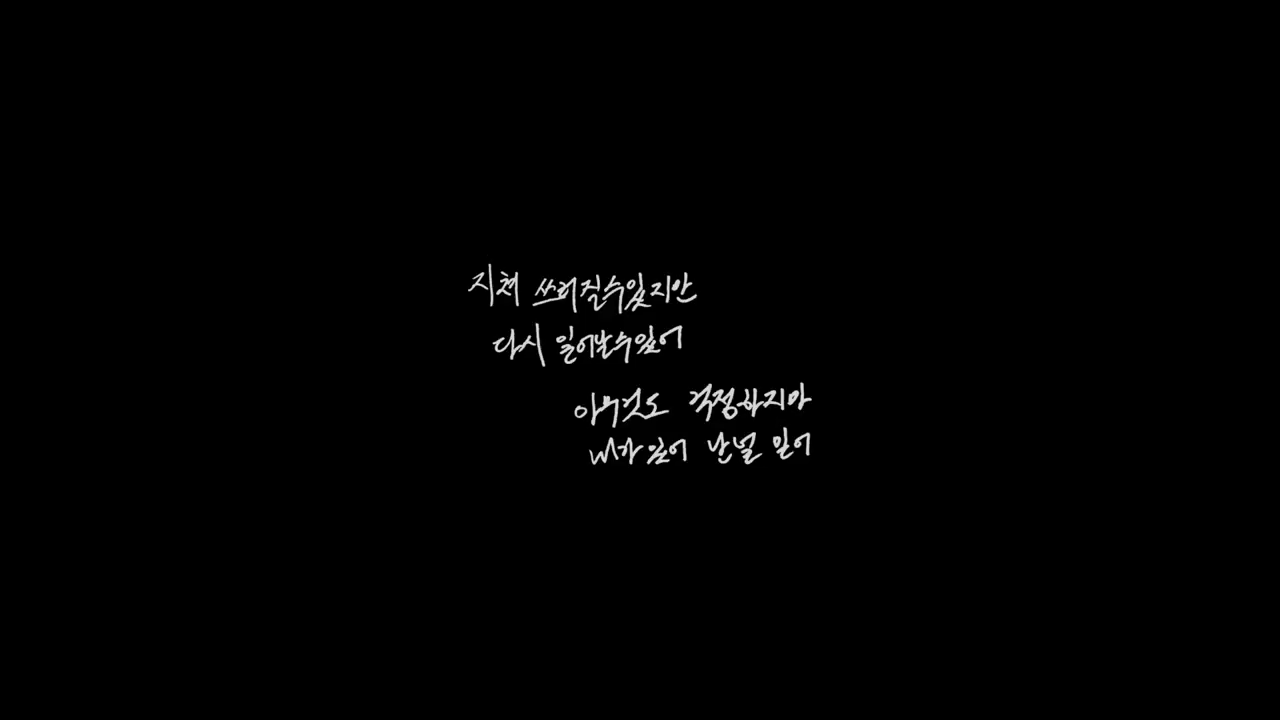 지쳐 쓰러질수있지만
다시 일어날수있어
아무것도 걱정하지마
내가 있어 난 널 믿어